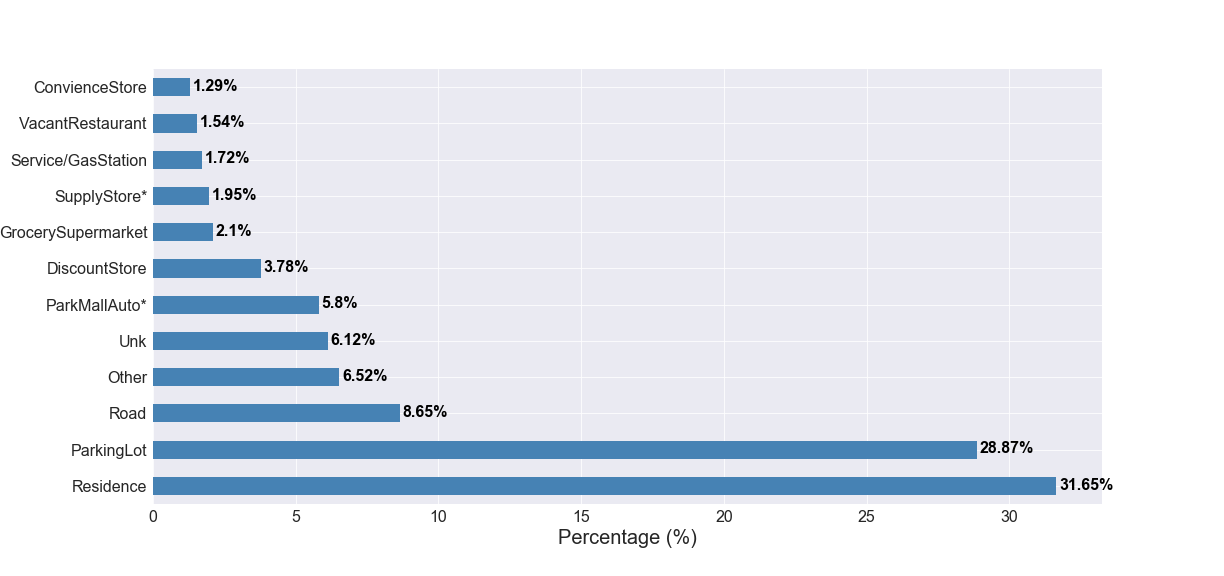 ConvienceStore 1.29%
VacantRestaurant 1.54%
Service/GasStation 1.72%
SupplyStore* 1.95%
GrocerySupermarket 2.1%
DiscountStore 3.78%
ParkMallAuto* 5.8%
Unk 6.12%
Other 6.52%
Road 8.65%
ParkingLot 28.87%
Residence 31.65%
0 5 10 15 20 25 30
Percentage (%)